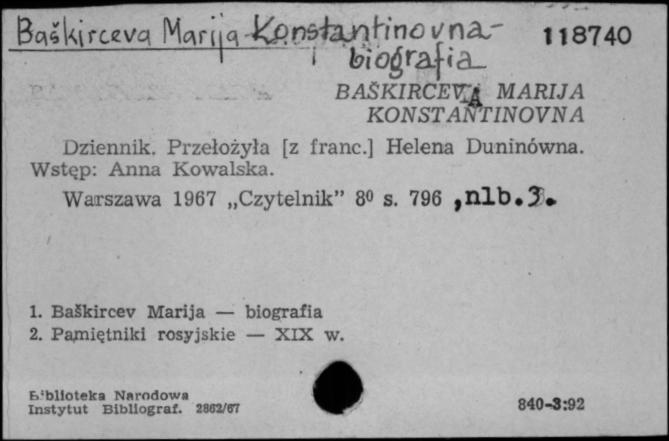 Baškirceva Marija Konstantinovna-
118740
biografia
BAŠKIRCEVA MARIJA
KONSTANTINOVNA
Dziennik. Przełożyła [z franc.] Helena Duninówna.
Wstęp: Anna Kowalska.
Warszawa 1967 „Czytelnik” 8⁰ s. 796 , nlb. 3.
1. Baškircev Marija — biografia
2. Pamiętniki rosyjskie — XIX w.
Biblioteka Narodowa
Instytut Bibliograf. 2862/67
840-3:92